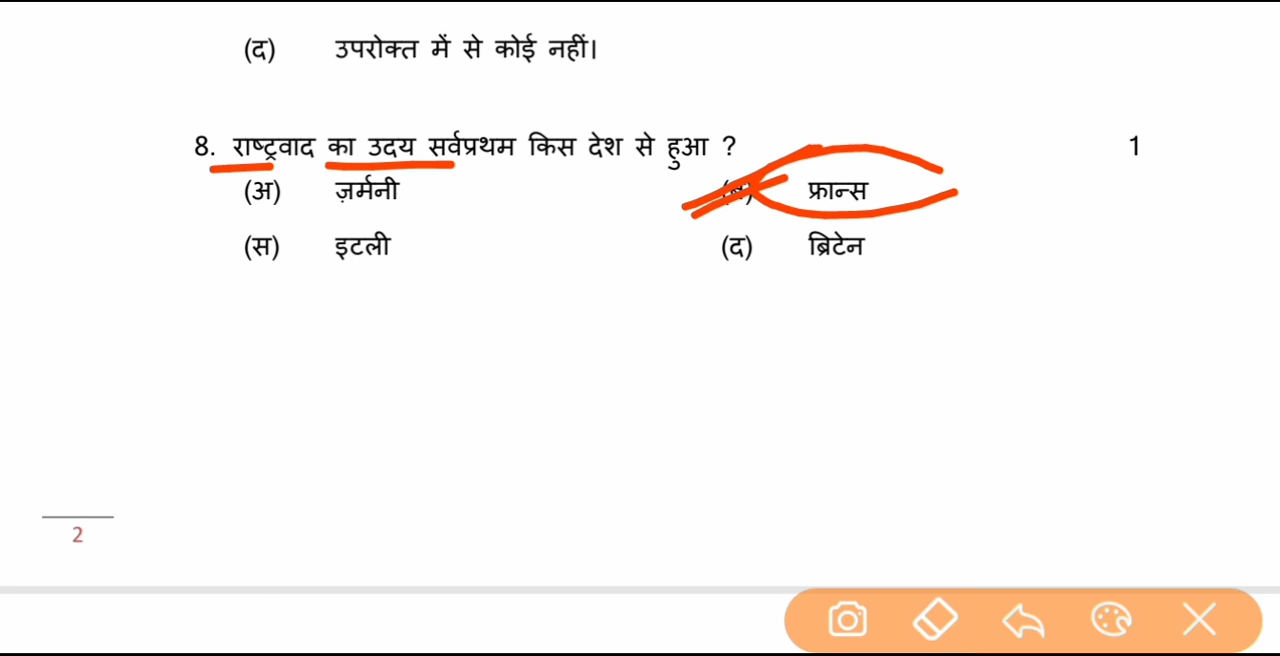 (द) उपरोक्त में से कोई नहीं।
8. राष्ट्रवाद का उदय सर्वप्रथम किस देश से हुआ ? 1
(अ) ज़र्मनी (ब) फ्रान्स
(स) इटली (द) ब्रिटेन
2